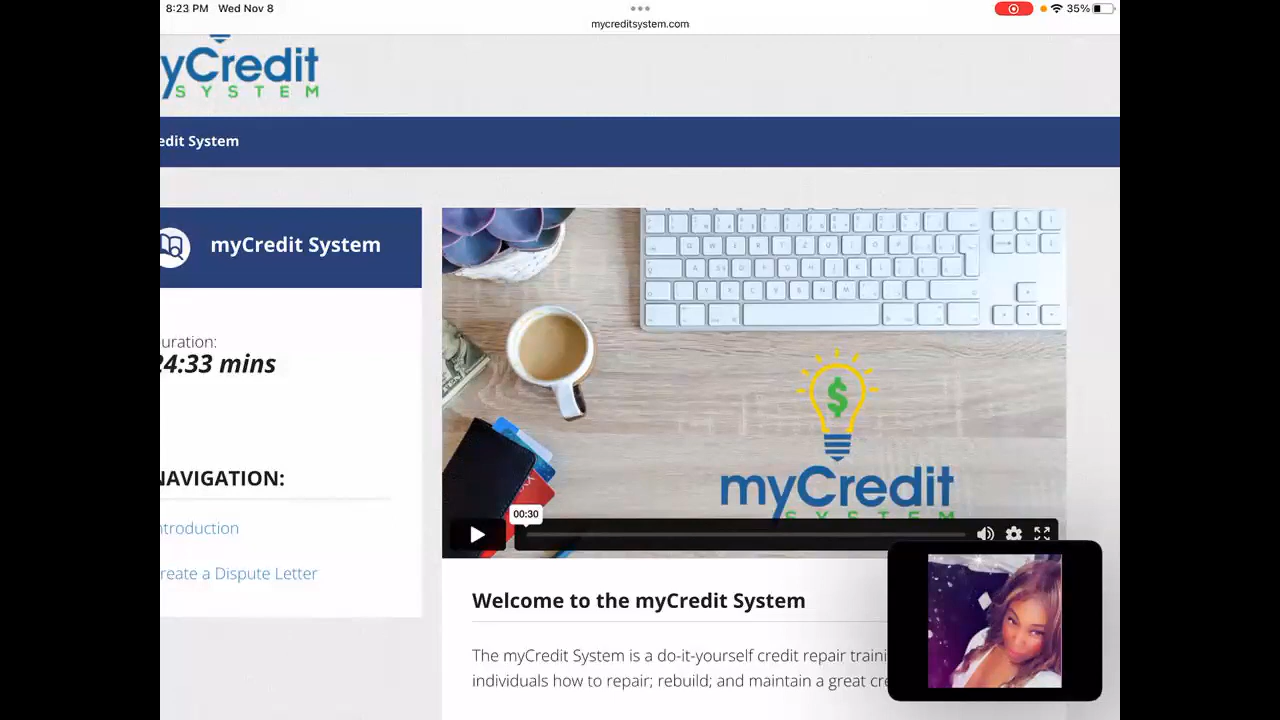 8:23 PM Wed Nov 8
35%
mycreditsystem.com
yCredit
SYSTEM
edit System
myCredit System
uration:
24:33 mins
NAVIGATION:
ntroduction
reate a Dispute Letter
myCredit
00:30
Welcome to the myCredit System
The myCredit System is a do-it-yourself credit repair traini
individuals how to repair; rebuild; and maintain a great cre